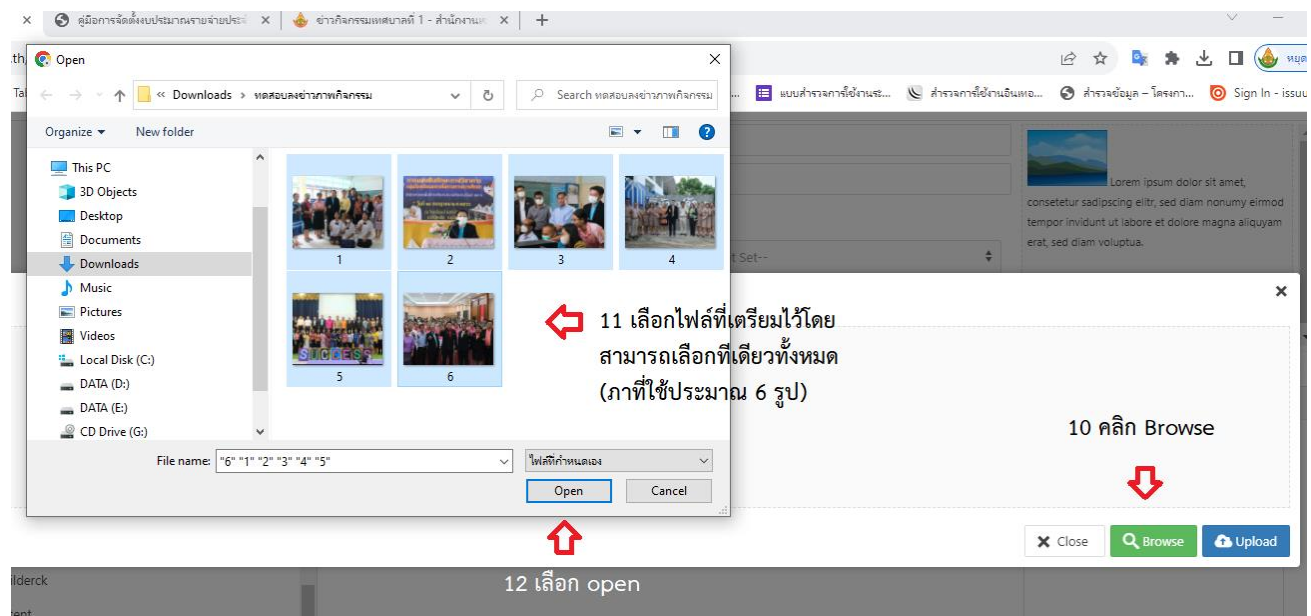 คู่มือการจัดตั้งงบประมาณรายจ่ายประจำ
ข่าวกิจกรรมเทศบาลที่ 1 - สำนักงาน
Open
Downloads
ทดสอบลงข่าวภาพกิจกรรม
Search ทดสอบลงข่าวภาพกิจกรรม
แบบสำรวจการใช้งานระ...
สำรวจการใช้งานอินเทอ...
สำรวจข้อมูล – โครงกา...
Sign In - issuu
Organize
New folder
This PC
3D Objects
Desktop
Documents
Downloads
Music
Pictures
Videos
Local Disk (C:)
DATA (D:)
DATA (E:)
CD Drive (G:)
1
2
3
4
SUCCESS
5
6
Lorem ipsum dolor sit amet,
consetetur sadipscing elitr, sed diam nonumy eirmod
tempor invidunt ut labore et dolore magna aliquyam
erat, sed diam voluptua.
t Set--
11 เลือกไฟล์ที่เตรียมไว้โดย
สามารถเลือกทีเดียวทั้งหมด
(ภาที่ใช้ประมาณ 6 รูป)
10 คลิก Browse
File name:
"6" "1" "2" "3" "4" "5"
ไฟล์ที่กำหนดเอง
Open
Cancel
Close
Browse
Upload
12 เลือก open
ilderck